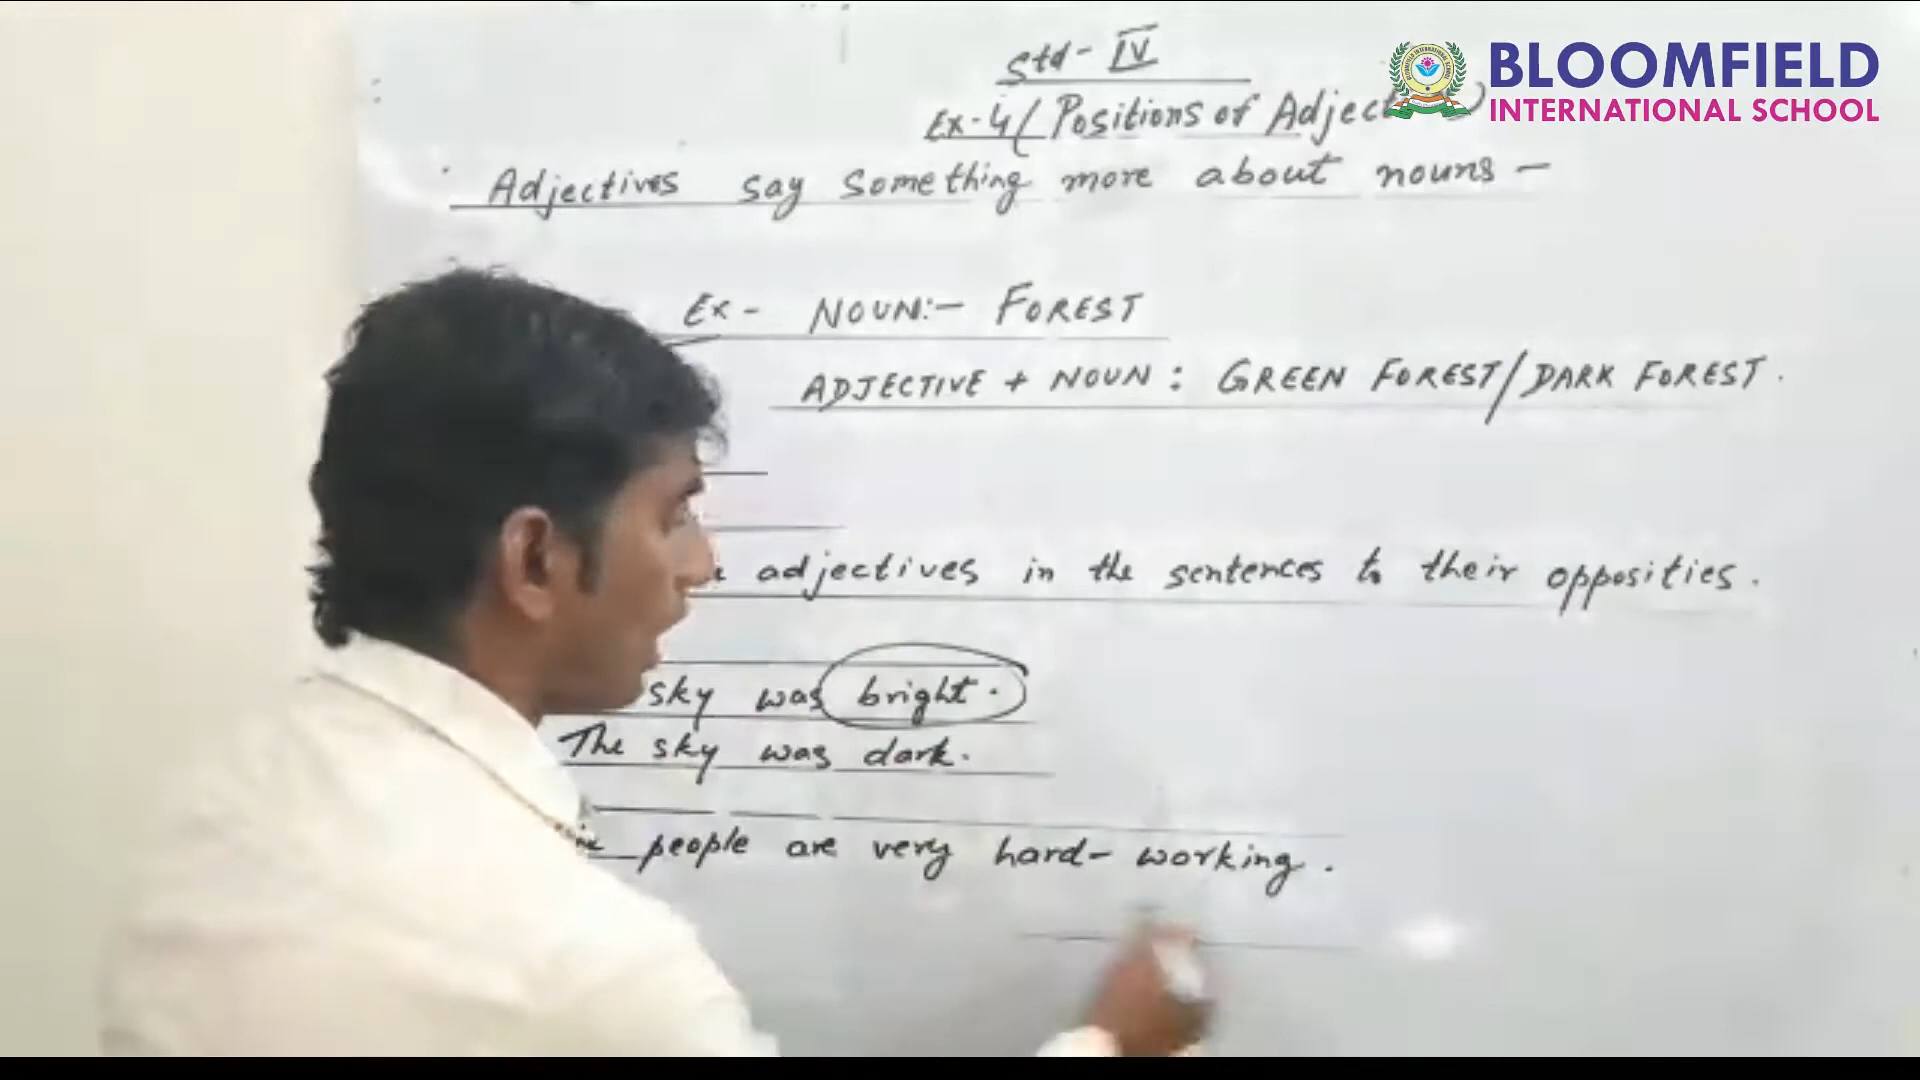 Std - IV
BLOOMFIELD
INTERNATIONAL SCHOOL
Ex-4 ( Positions of Adject )
Adjectives say something more about nouns -
Ex - NOUN:- FOREST
ADJECTIVE + NOUN : GREEN FOREST/DARK FOREST.
adjectives in the sentences to their opposities.
sky was bright.
The sky was dark.
people are very hard-working.